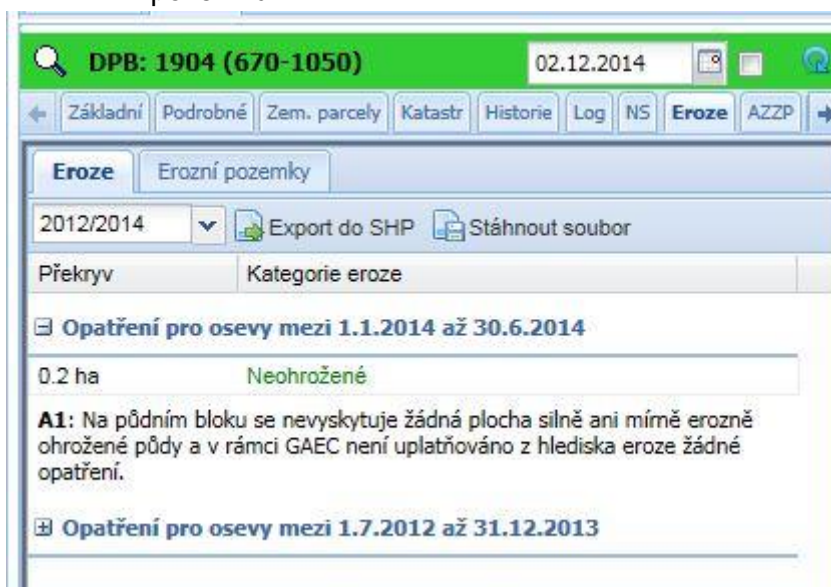 DPB: 1904 (670-1050) 02.12.2014
Základní Podrobné Zem. parcely Katastr Historie Log NS Eroze AZZP
Eroze Erozní pozemky
2012/2014 Export do SHP Stáhnout soubor
Překryv Kategorie eroze
Opatření pro osevy mezi 1.1.2014 až 30.6.2014
0.2 ha Neohrožené
A1: Na půdním bloku se nevyskytuje žádná plocha silně ani mírně erozně
ohrožené půdy a v rámci GAEC není uplatňováno z hlediska eroze žádné
opatření.
Opatření pro osevy mezi 1.7.2012 až 31.12.2013